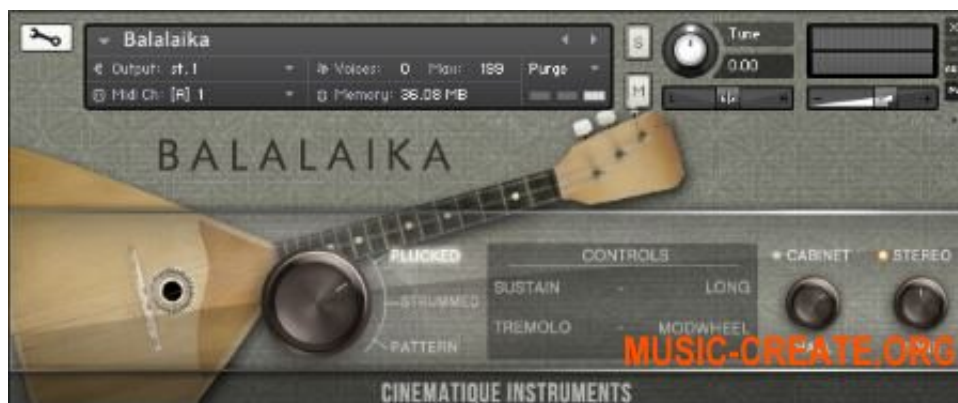 Balalaika
S
Tune
Output: st. 1
Voices: 0 Max: 199
Purge
0.00
Midi Ch: [A] 1
Memory: 36.08 MB
M
L
R
BALALAIKA
PLUCKED
CONTROLS
CABINET
STEREO
STRUMMED
SUSTAIN - LONG
PATTERN
TREMOLO - MODWHEEL
MUSIC-CREATE.ORG
CINEMATIQUE INSTRUMENTS